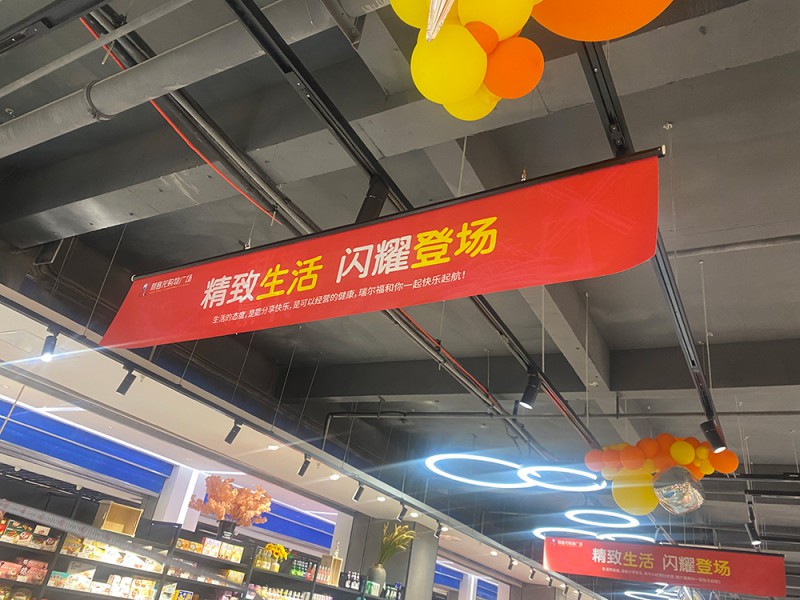 精致生活 闪耀登场
生活的态度,是能分享快乐,是可以经营的健康,瑞尔福和你一起快乐起航!
精致生活 闪耀登场